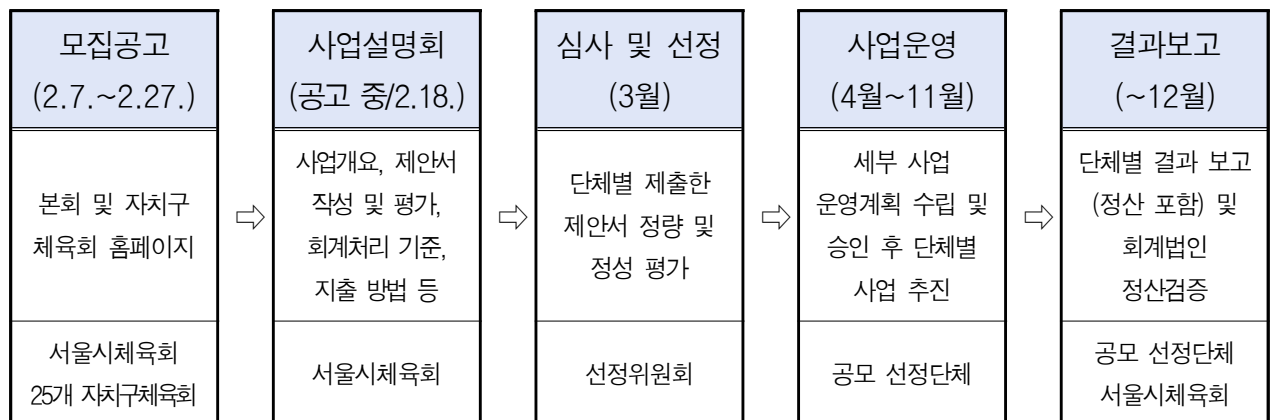 모집공고
(2.7.~2.27.)
본회 및 자치구
체육회 홈페이지
서울시체육회
25개 자치구체육회
⇨
사업설명회
(공고 중/2.18.)
사업개요, 제안서
작성 및 평가,
회계처리 기준,
지출 방법 등
서울시체육회
⇨
심사 및 선정
(3월)
단체별 제출한
제안서 정량 및
정성 평가
선정위원회
⇨
사업운영
(4월~11월)
세부 사업
운영계획 수립 및
승인 후 단체별
사업 추진
공모 선정단체
⇨
결과보고
(~12월)
단체별 결과 보고
(정산 포함) 및
회계법인
정산검증
공모 선정단체
서울시체육회